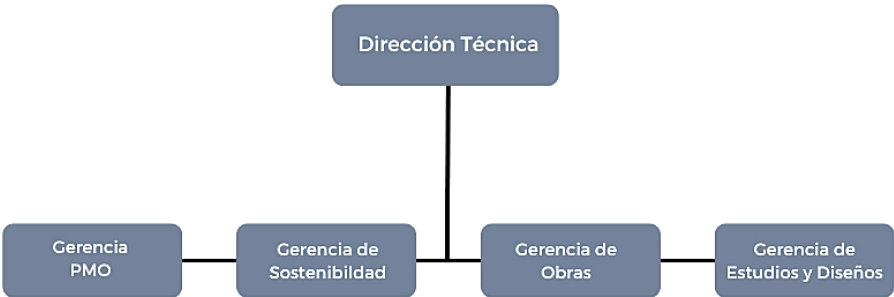 Dirección Técnica
Gerencia
PMO
Gerencia de
Sostenibildad
Gerencia de
Obras
Gerencia de
Estudios y Diseños